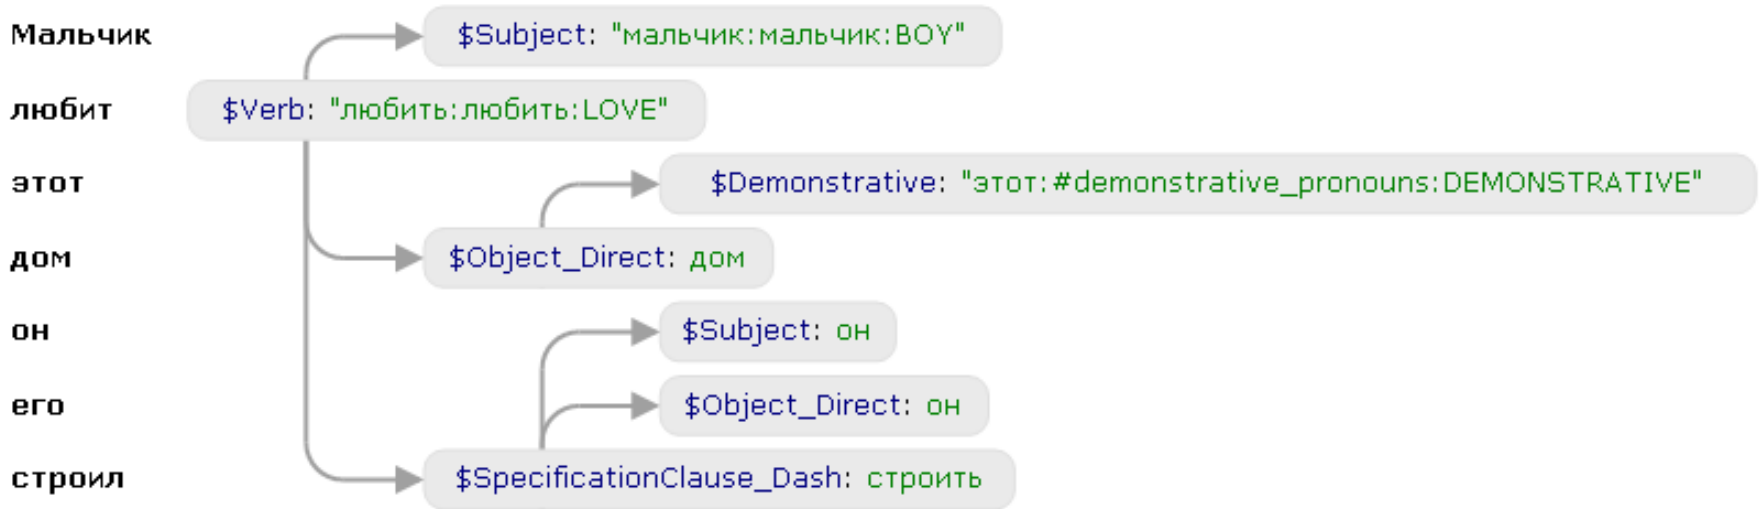 Мальчик $Subject: "мальчик:мальчик:BOY"
любит $Verb: "любить:любить:LOVE"
этот $Demonstrative: "этот:#demonstrative_pronouns:DEMONSTRATIVE"
дом $Object_Direct: дом
он $Subject: он
его $Object_Direct: он
строил $SpecificationClause_Dash: строить